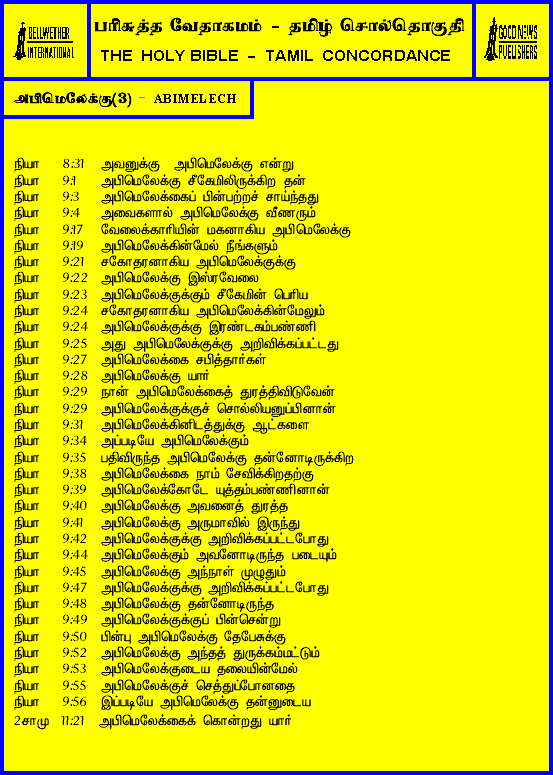 BELLWETHER
INTERNATIONAL
பரிசுத்த வேதாகமம் - தமிழ் சொல்தொகுதி
THE HOLY BIBLE - TAMIL CONCORDANCE
GOOD NEWS
PUBLISHERS
அபிமெலேக்கு(3) - ABIMELECH
நியா 8:31 அவனுக்கு அபிமெலேக்கு என்று
நியா 9:1 அபிமெலேக்கு சீகேமிலிருக்கிற தன்
நியா 9:3 அபிமெலேக்கைப் பின்பற்றச் சாய்ந்தது
நியா 9:4 அவைகளால் அபிமெலேக்கு வீணரும்
நியா 9:17 வேலைக்காரியின் மகனாகிய அபிமெலேக்கு
நியா 9:19 அபிமெலேக்கின்மேல் நீங்களும்
நியா 9:21 சகோதரனாகிய அபிமெலேக்குக்கு
நியா 9:22 அபிமெலேக்கு இஸ்ரவேலை
நியா 9:23 அபிமெலேக்குக்கும் சீகேமின் பெரிய
நியா 9:24 சகோதரனாகிய அபிமெலேக்கின்மேலும்
நியா 9:24 அபிமெலேக்குக்கு இரண்டகம்பண்ணி
நியா 9:25 அது அபிமெலேக்குக்கு அறிவிக்கப்பட்டது
நியா 9:27 அபிமெலேக்கை சபித்தார்கள்
நியா 9:28 அபிமெலேக்கு யார்
நியா 9:29 நான் அபிமெலேக்கைத் துரத்திவிடுவேன்
நியா 9:29 அபிமெலேக்குக்குச் சொல்லியனுப்பினான்
நியா 9:31 அபிமெலேக்கினிடத்துக்கு ஆட்களை
நியா 9:34 அப்படியே அபிமெலேக்கும்
நியா 9:35 பதிவிருந்த அபிமெலேக்கு தன்னோடிருக்கிற
நியா 9:38 அபிமெலேக்கை நாம் சேவிக்கிறதற்கு
நியா 9:39 அபிமெலேக்கோடே யுத்தம்பண்ணினான்
நியா 9:40 அபிமெலேக்கு அவனைத் துரத்த
நியா 9:41 அபிமெலேக்கு அருமாவில் இருந்து
நியா 9:42 அபிமெலேக்குக்கு அறிவிக்கப்பட்டபோது
நியா 9:44 அபிமெலேக்கும் அவனோடிருந்த படையும்
நியா 9:45 அபிமெலேக்கு அந்நாள் முழுதும்
நியா 9:47 அபிமெலேக்குக்கு அறிவிக்கப்பட்டபோது
நியா 9:48 அபிமெலேக்கு தன்னோடிருந்த
நியா 9:49 அபிமெலேக்குக்குப் பின்சென்று
நியா 9:50 பின்பு அபிமெலேக்கு தேபேசுக்கு
நியா 9:52 அபிமெலேக்கு அந்தத் துருக்கம்மட்டும்
நியா 9:53 அபிமெலேக்குடைய தலையின்மேல்
நியா 9:55 அபிமெலேக்குச் செத்துப்போனதை
நியா 9:56 இப்படியே அபிமெலேக்கு தன்னுடைய
2சாமு 11:21 அபிமெலேக்கைக் கொன்றது யார்